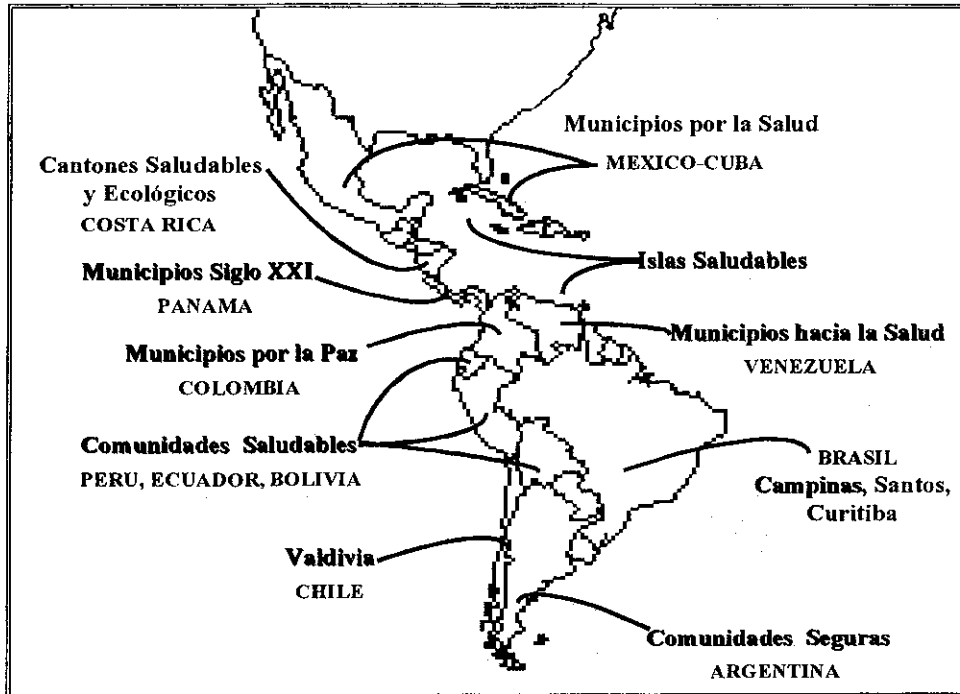 Municipios por la Salud
MEXICO-CUBA
Cantones Saludables
y Ecológicos
COSTA RICA
Islas Saludables
Municipios Siglo XXI
PANAMA
Municipios hacia la Salud
VENEZUELA
Municipios por la Paz
COLOMBIA
Comunidades Saludables
PERU, ECUADOR, BOLIVIA
BRASIL
Campinas, Santos,
Curitiba
Valdivia
CHILE
Comunidades Seguras
ARGENTINA